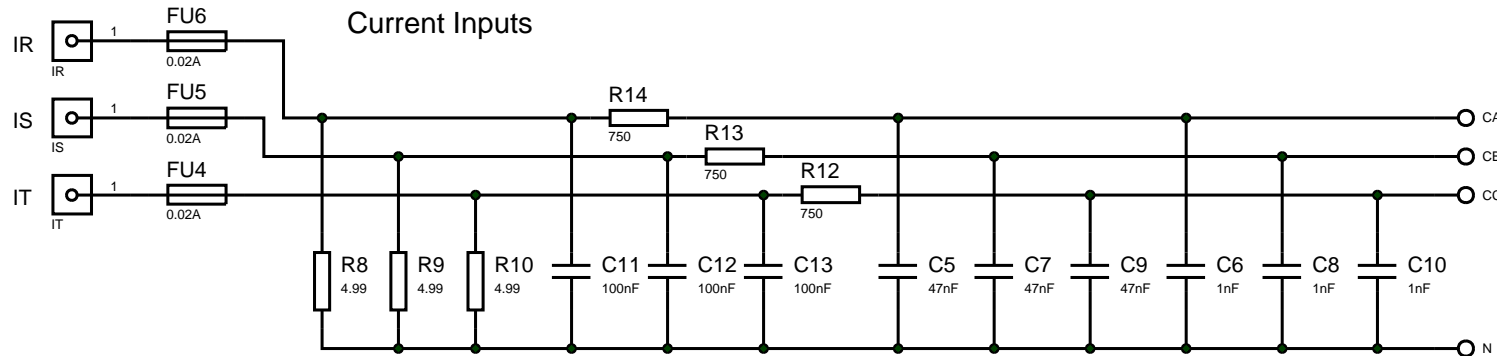 Current Inputs
IR
IR
1
FU6
0.02A
IS
IS
1
FU5
0.02A
IT
IT
1
FU4
0.02A
R14
750
R13
750
R12
750
CA
N
R8
4.99
R9
4.99
R10
4.99
C11
100nF
C12
100nF
C13
100nF
C5
47nF
C7
47nF
C9
47nF
C6
1nF
C8
1nF
C10
1nF